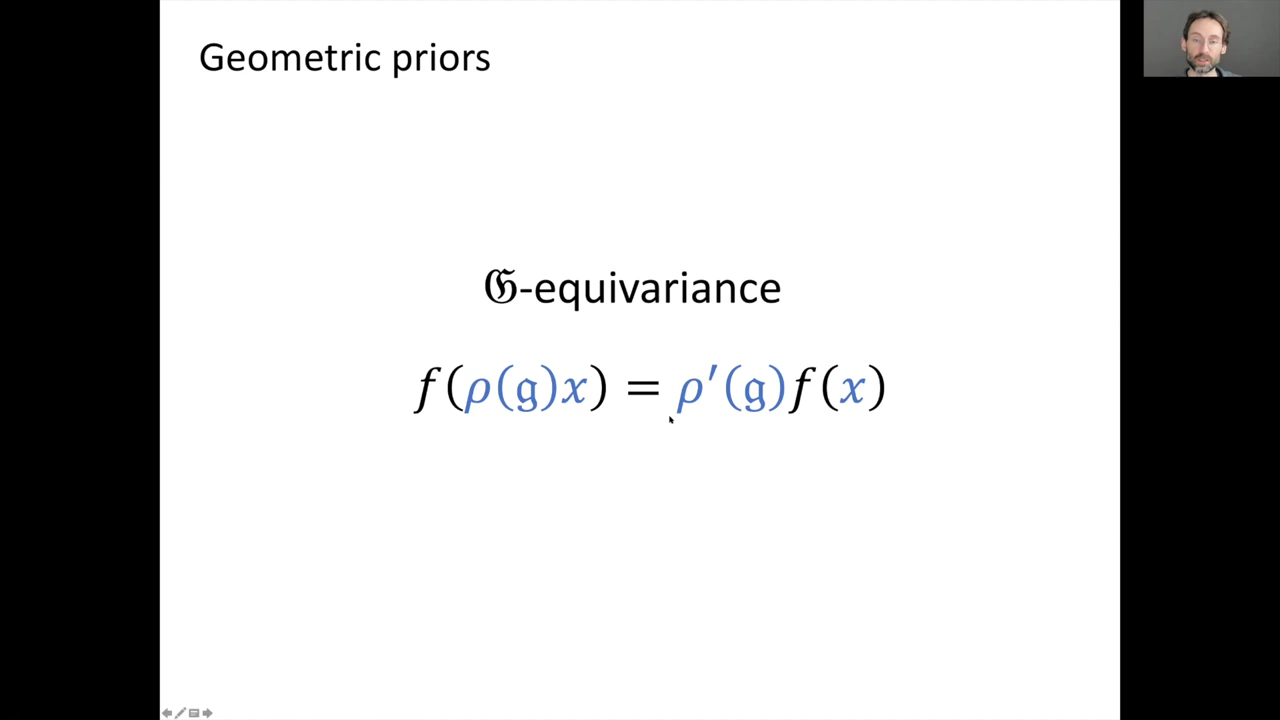 Geometric priors
𝔊-equivariance
𝑓(𝜌(𝔤)𝑥) = 𝜌′(𝔤)𝑓(𝑥)